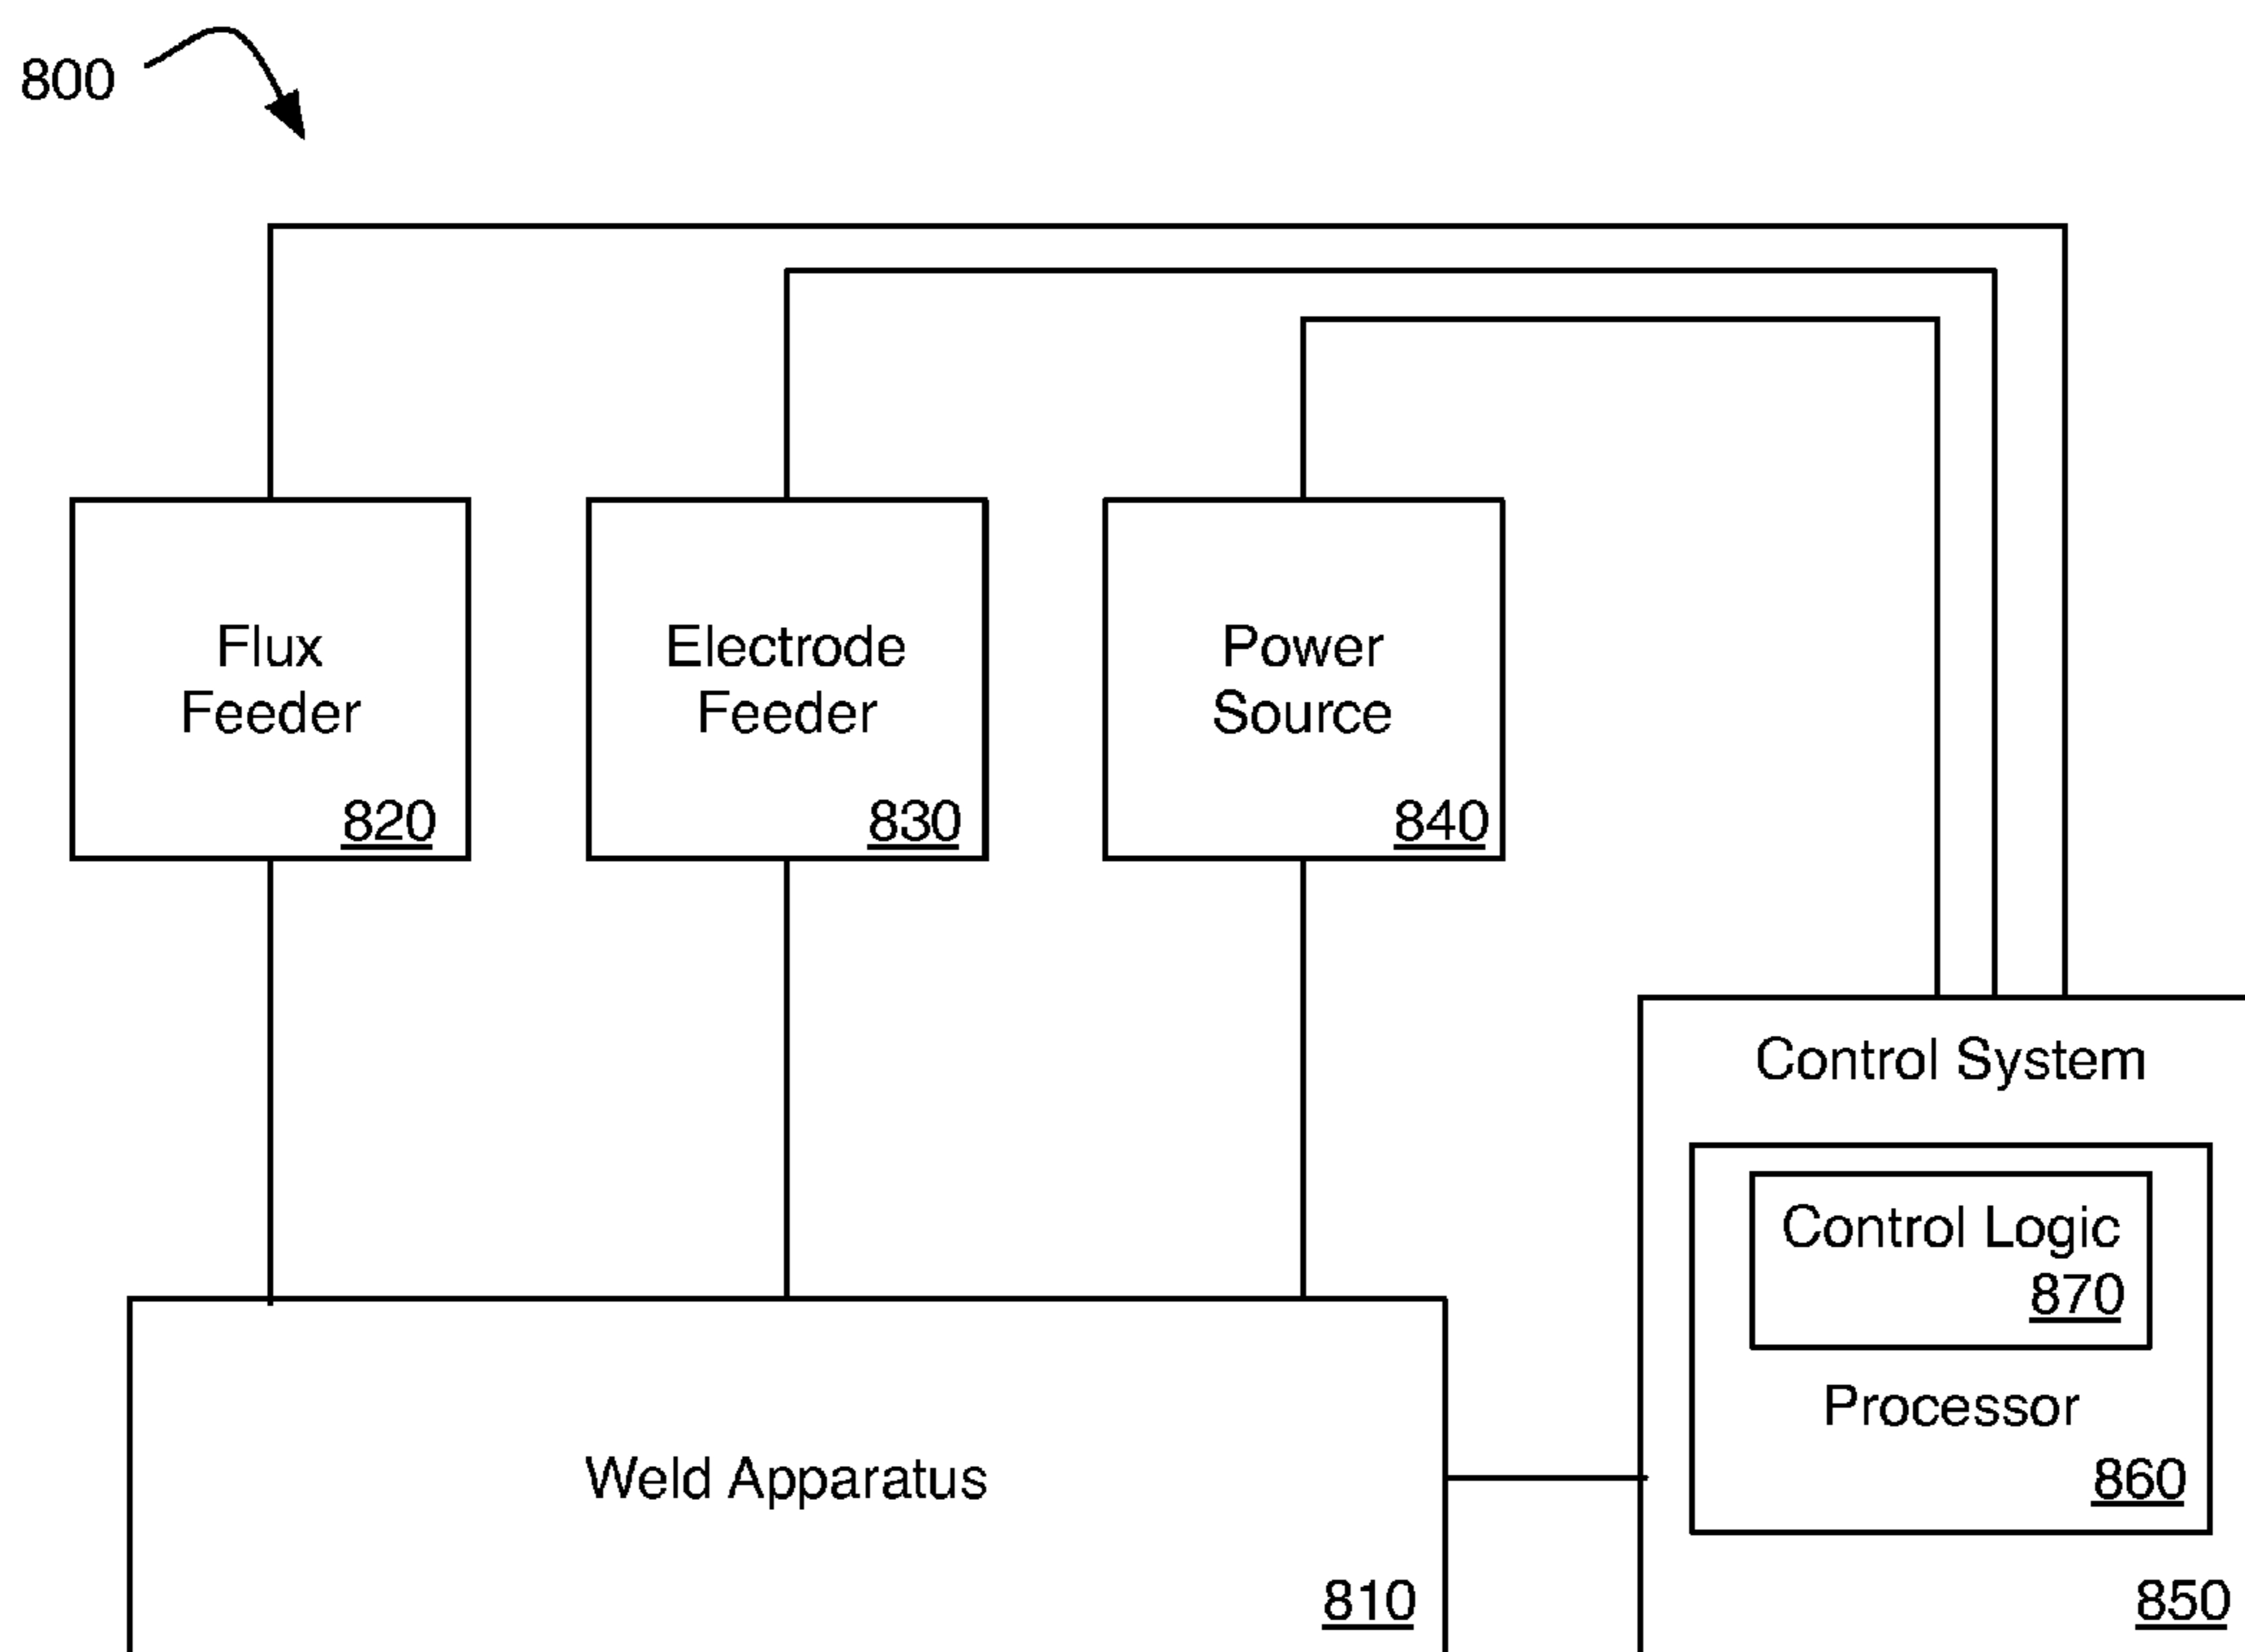 800
Flux
Feeder
820
Electrode
Feeder
830
Power
Source
840
Control System
Control Logic
870
Processor
860
850
Weld Apparatus
810